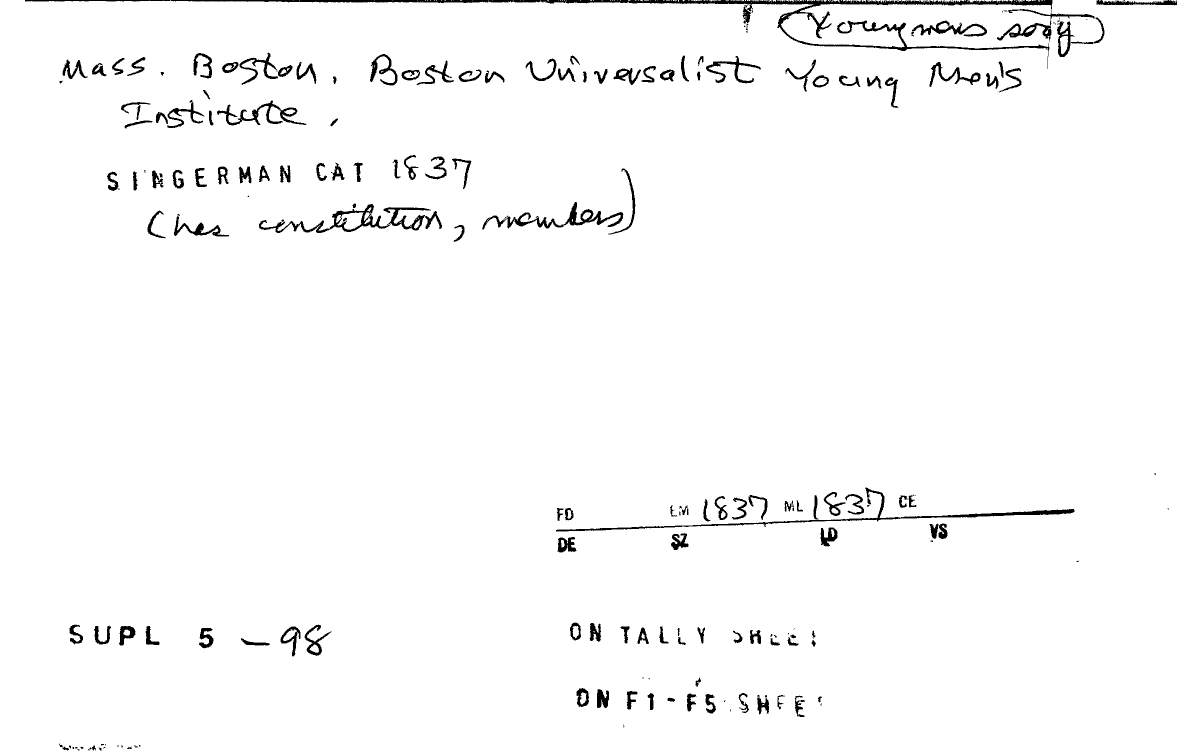 Youngmens socy
Mass. Boston. Boston Universalist Young Men's
Institute.
SINGERMAN CAT 1837
(has constitution, members)
FD EM 1837 ML 1837 CE
DE SZ LD VS
SUPL 5 - 98
ON TALLY SHEET
ON F1-F5 SHEET